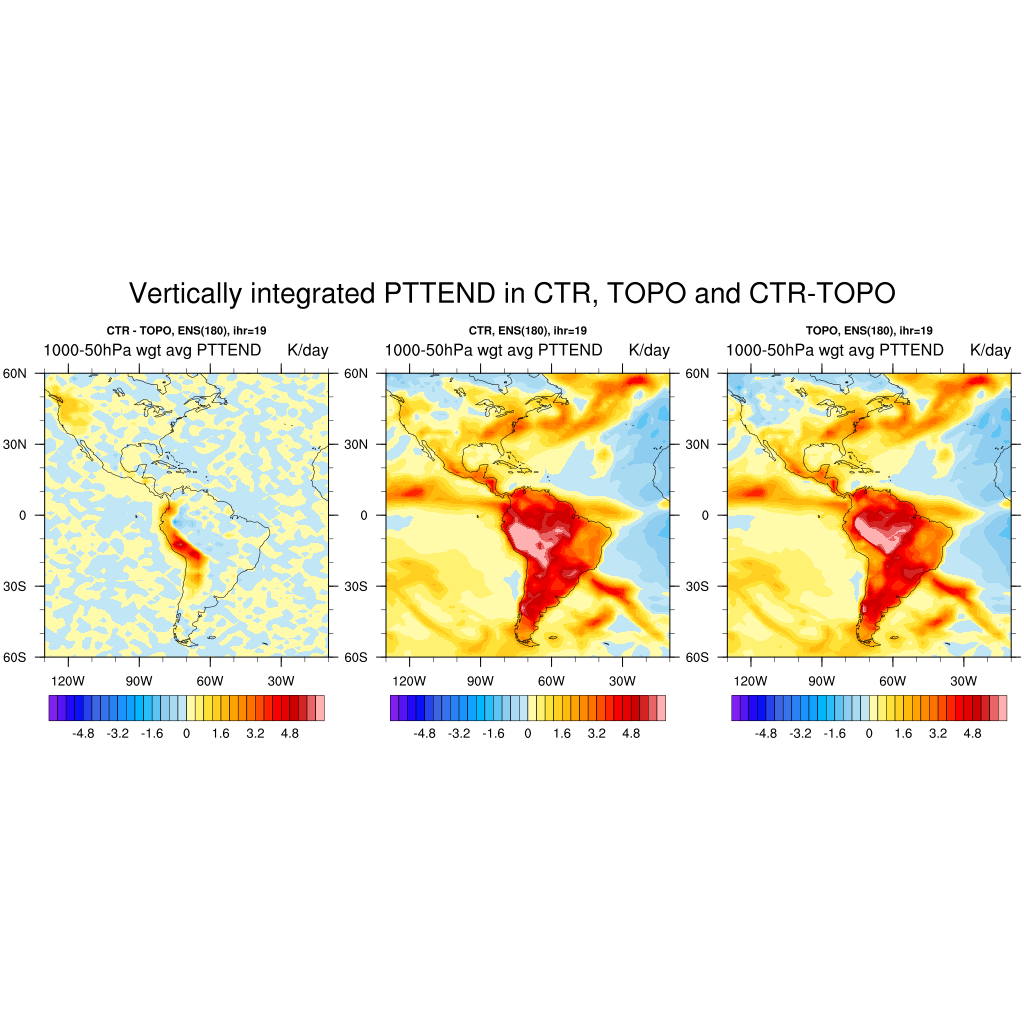 Vertically integrated PTTEND in CTR, TOPO and CTR-TOPO
CTR - TOPO, ENS(180), ihr=19
1000-50hPa wgt avg PTTEND K/day
60N
30N
0
30S
60S
120W 90W 60W 30W
-4.8 -3.2 -1.6 0 1.6 3.2 4.8
CTR, ENS(180), ihr=19
1000-50hPa wgt avg PTTEND K/day
60N
30N
0
30S
60S
120W 90W 60W 30W
-4.8 -3.2 -1.6 0 1.6 3.2 4.8
TOPO, ENS(180), ihr=19
1000-50hPa wgt avg PTTEND K/day
60N
30N
0
30S
60S
120W 90W 60W 30W
-4.8 -3.2 -1.6 0 1.6 3.2 4.8